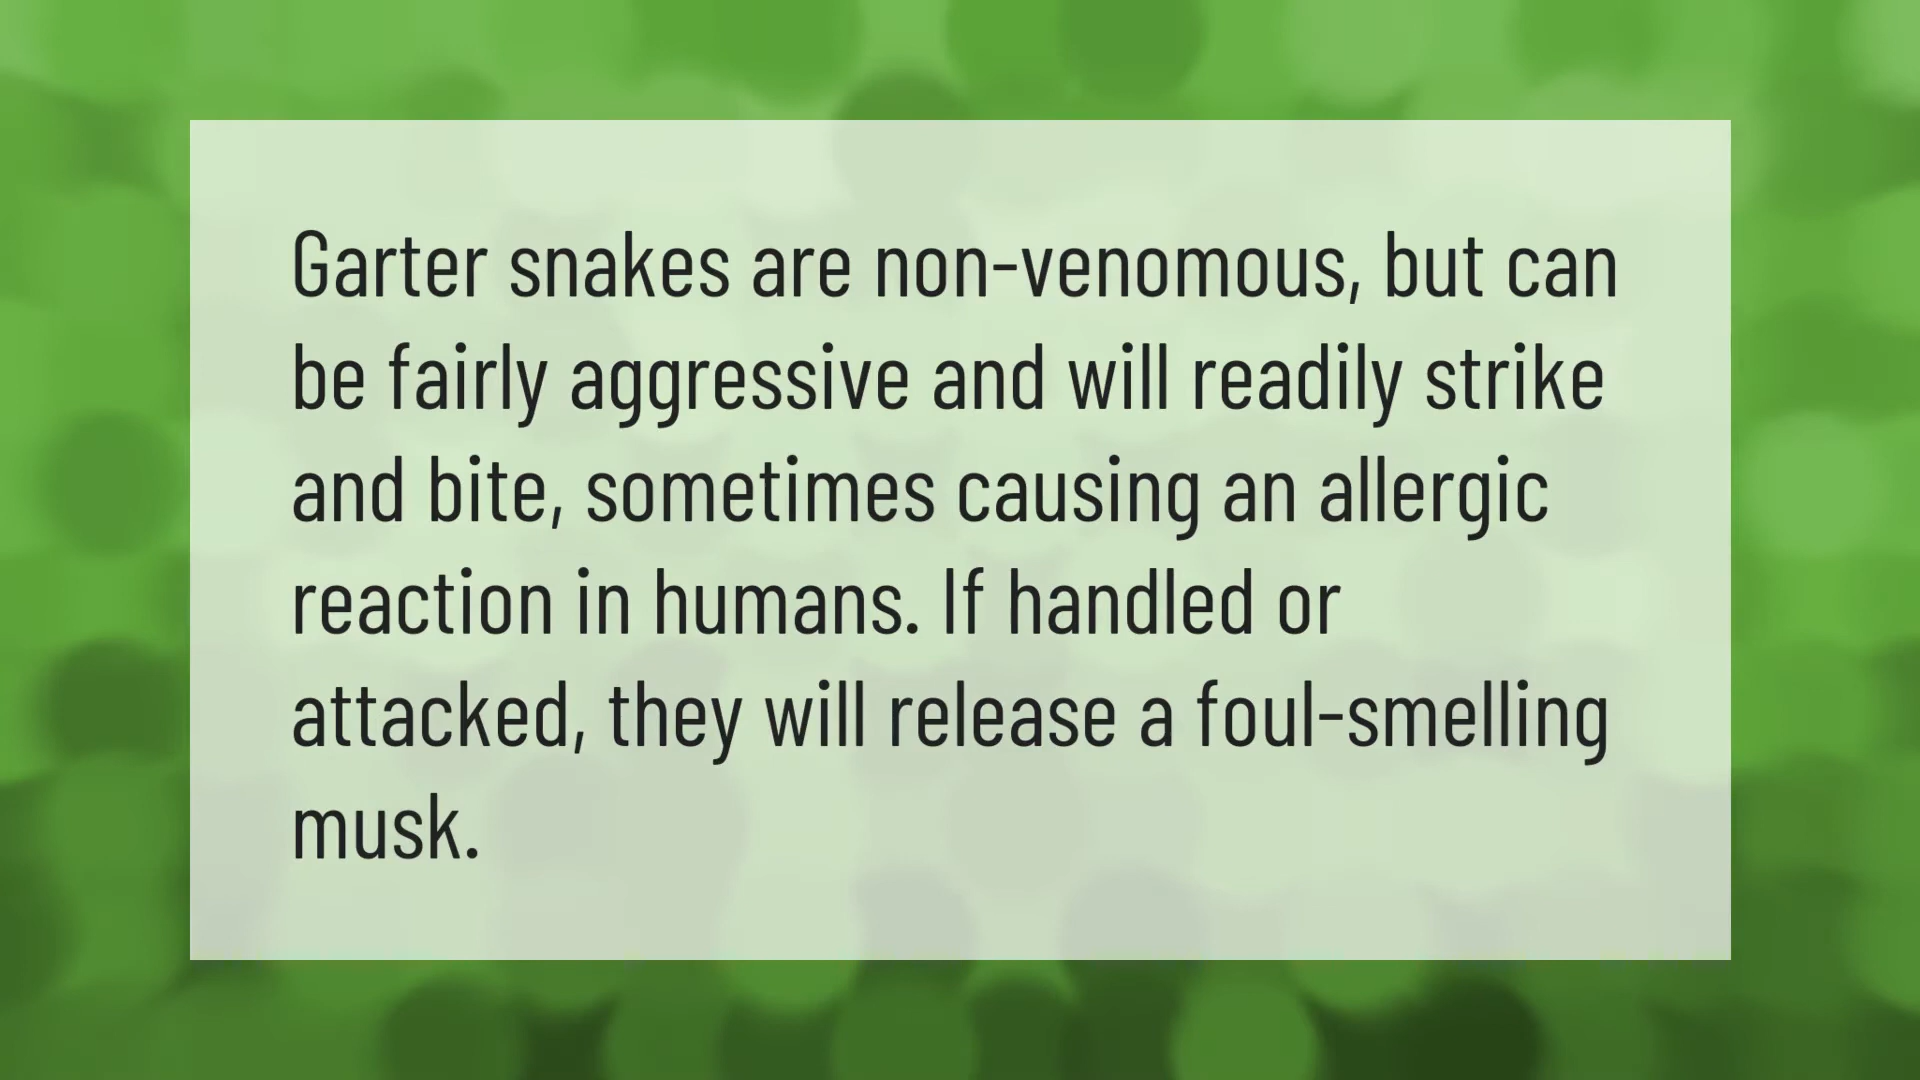 Garter snakes are non-venomous, but can
be fairly aggressive and will readily strike
and bite, sometimes causing an allergic
reaction in humans. If handled or
attacked, they will release a foul-smelling
musk.